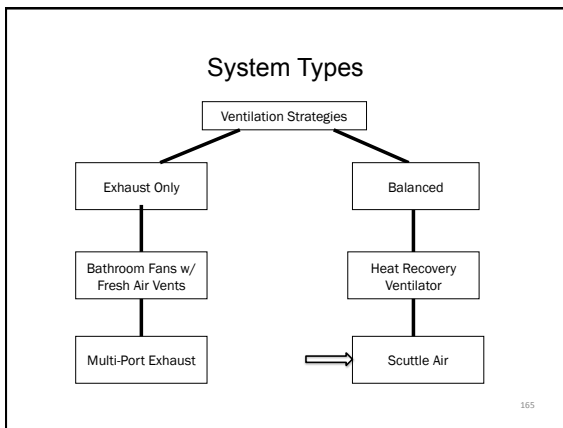 System Types
Ventilation Strategies
Exhaust Only
Balanced
Bathroom Fans w/
Fresh Air Vents
Heat Recovery
Ventilator
Multi-Port Exhaust
Scuttle Air
165